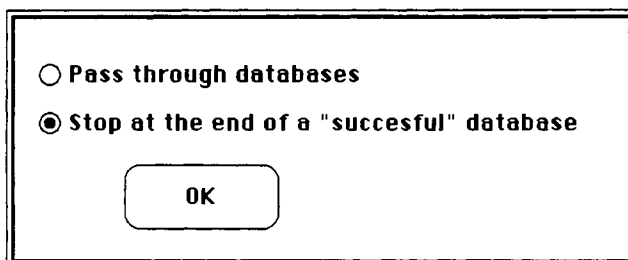 Pass through databases
Stop at the end of a "succesful" database
OK